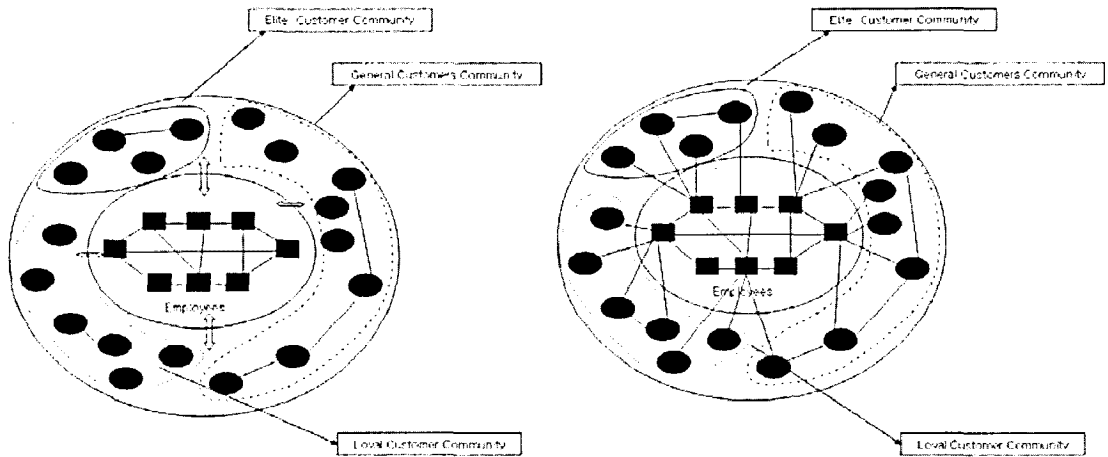 Elite Customer Community
General Customers Community
Employees
Loyal Customer Community
Elite Customer Community
General Customers Community
Employees
Loyal Customer Community